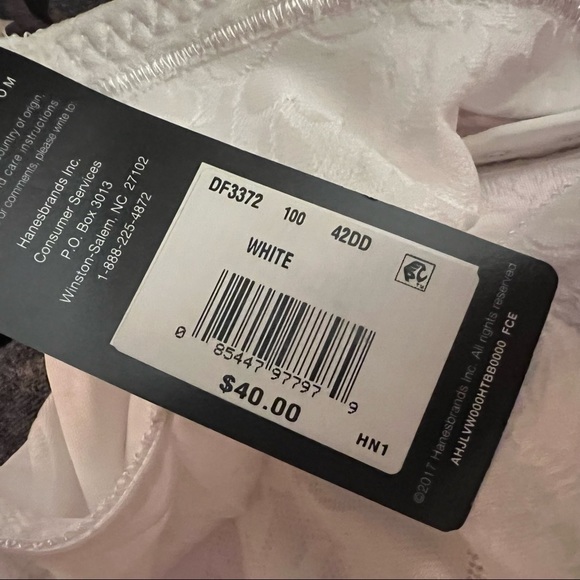 O M
country of origin,
nd care instructions
or comments, please write to:
Hanesbrands Inc.
Consumer Services
P.O. Box 3013
Winston-Salem, NC 27102
1-888-225-4872
DF3372 100 42DD
WHITE
0 85447 97797 9
$40.00
HN1
©2017 Hanesbrands Inc. All rights reserved
AHJLVW000HTBB0000 FCE